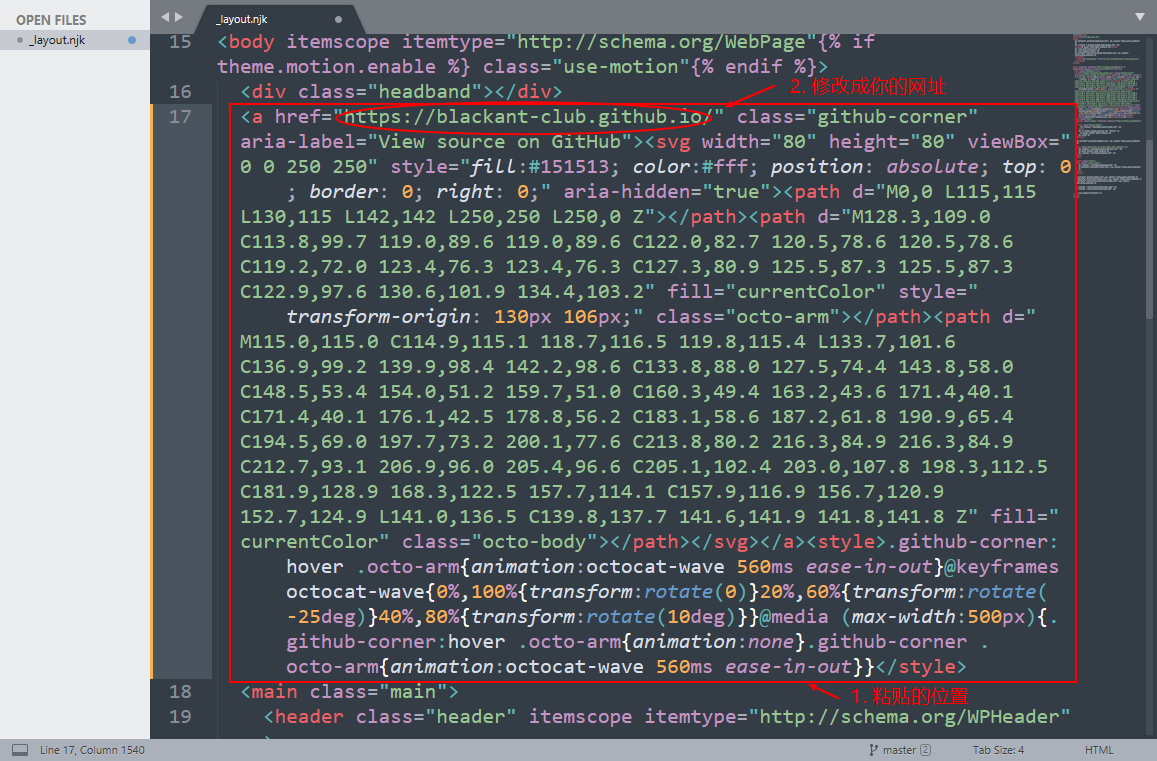 OPEN FILES
_layout.njk
_layout.njk
15 <body itemscope itemtype="http://schema.org/WebPage"{% if
theme.motion.enable %} class="use-motion"{% endif %}>
16 <div class="headband"></div>
2. 修改成你的网址
17 <a href="https://blackant-club.github.io/" class="github-corner"
aria-label="View source on GitHub"><svg width="80" height="80" viewBox="
0 0 250 250" style="fill:#151513; color:#fff; position: absolute; top: 0
; border: 0; right: 0;" aria-hidden="true"><path d="M0,0 L115,115
L130,115 L142,142 L250,250 L250,0 Z"></path><path d="M128.3,109.0
C113.8,99.7 119.0,89.6 119.0,89.6 C122.0,82.7 120.5,78.6 120.5,78.6
C119.2,72.0 123.4,76.3 123.4,76.3 C127.3,80.9 125.5,87.3 125.5,87.3
C122.9,97.6 130.6,101.9 134.4,103.2" fill="currentColor" style="
transform-origin: 130px 106px;" class="octo-arm"></path><path d="
M115.0,115.0 C114.9,115.1 118.7,116.5 119.8,115.4 L133.7,101.6
C136.9,99.2 139.9,98.4 142.2,98.6 C133.8,88.0 127.5,74.4 143.8,58.0
C148.5,53.4 154.0,51.2 159.7,51.0 C160.3,49.4 163.2,43.6 171.4,40.1
C171.4,40.1 176.1,42.5 178.8,56.2 C183.1,58.6 187.2,61.8 190.9,65.4
C194.5,69.0 197.7,73.2 200.1,77.6 C213.8,80.2 216.3,84.9 216.3,84.9
C212.7,93.1 206.9,96.0 205.4,96.6 C205.1,102.4 203.0,107.8 198.3,112.5
C181.9,128.9 168.3,122.5 157.7,114.1 C157.9,116.9 156.7,120.9
152.7,124.9 L141.0,136.5 C139.8,137.7 141.6,141.9 141.8,141.8 Z" fill="
currentColor" class="octo-body"></path></svg></a><style>.github-corner:
hover .octo-arm{animation:octocat-wave 560ms ease-in-out}@keyframes
octocat-wave{0%,100%{transform:rotate(0)}20%,60%{transform:rotate(
-25deg)}40%,80%{transform:rotate(10deg)}}@media (max-width:500px){.
github-corner:hover .octo-arm{animation:none}.github-corner .
octo-arm{animation:octocat-wave 560ms ease-in-out}}</style>
18 <main class="main">
1. 粘贴的位置
19 <header class="header" itemscope itemtype="http://schema.org/WPHeader"
Line 17, Column 1540
master 2
Tab Size: 4
HTML